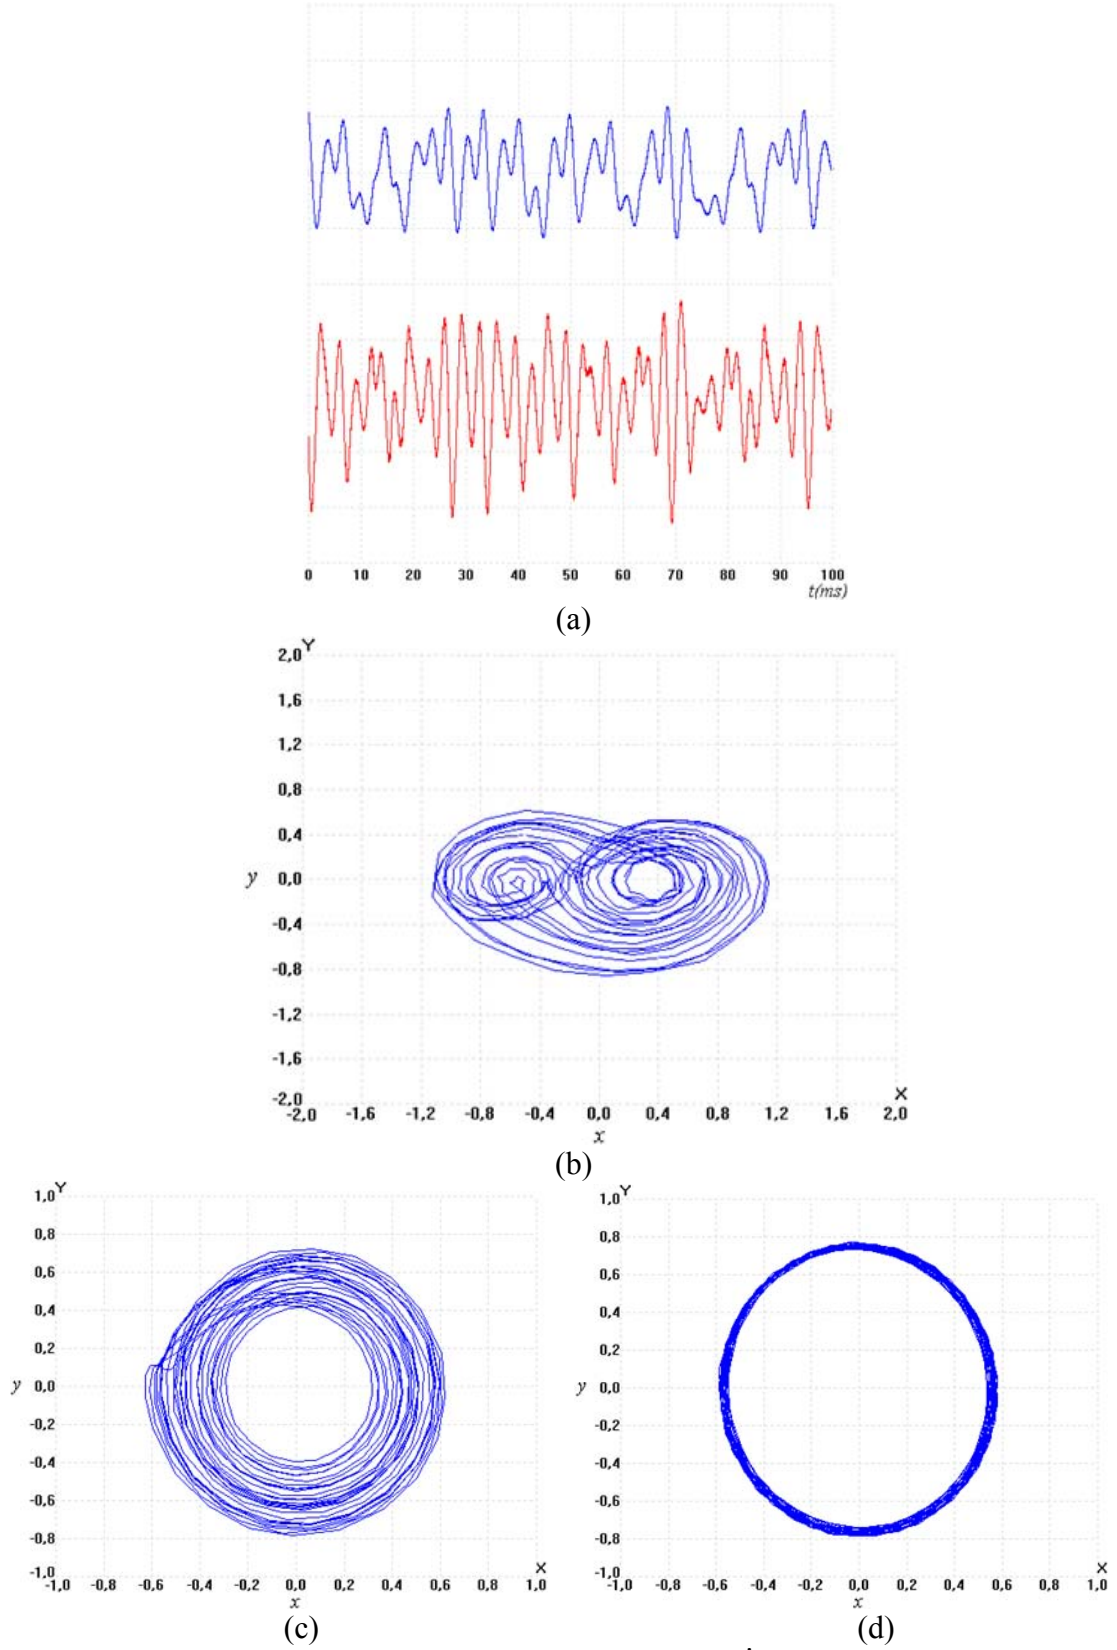 0 10 20 30 40 50 60 70 80 90 100
t(ms)
(a)
Y
2,0
1,6
1,2
0,8
0,4
y 0,0
-0,4
-0,8
-1,2
-1,6
-2,0 X
-2,0 -1,6 -1,2 -0,8 -0,4 0,0 0,4 0,8 1,2 1,6 2,0
x
(b)
1,0 Y
0,8
0,6
0,4
0,2
y 0,0
-0,2
-0,4
-0,6
-0,8
-1,0 X
-1,0 -0,8 -0,6 -0,4 -0,2 0,0 0,2 0,4 0,6 0,8 1,0
x
(c)
1,0 Y
0,8
0,6
0,4
0,2
y 0,0
-0,2
-0,4
-0,6
-0,8
-1,0 X
-1,0 -0,8 -0,6 -0,4 -0,2 0,0 0,2 0,4 0,6 0,8 1,0
x
(d)